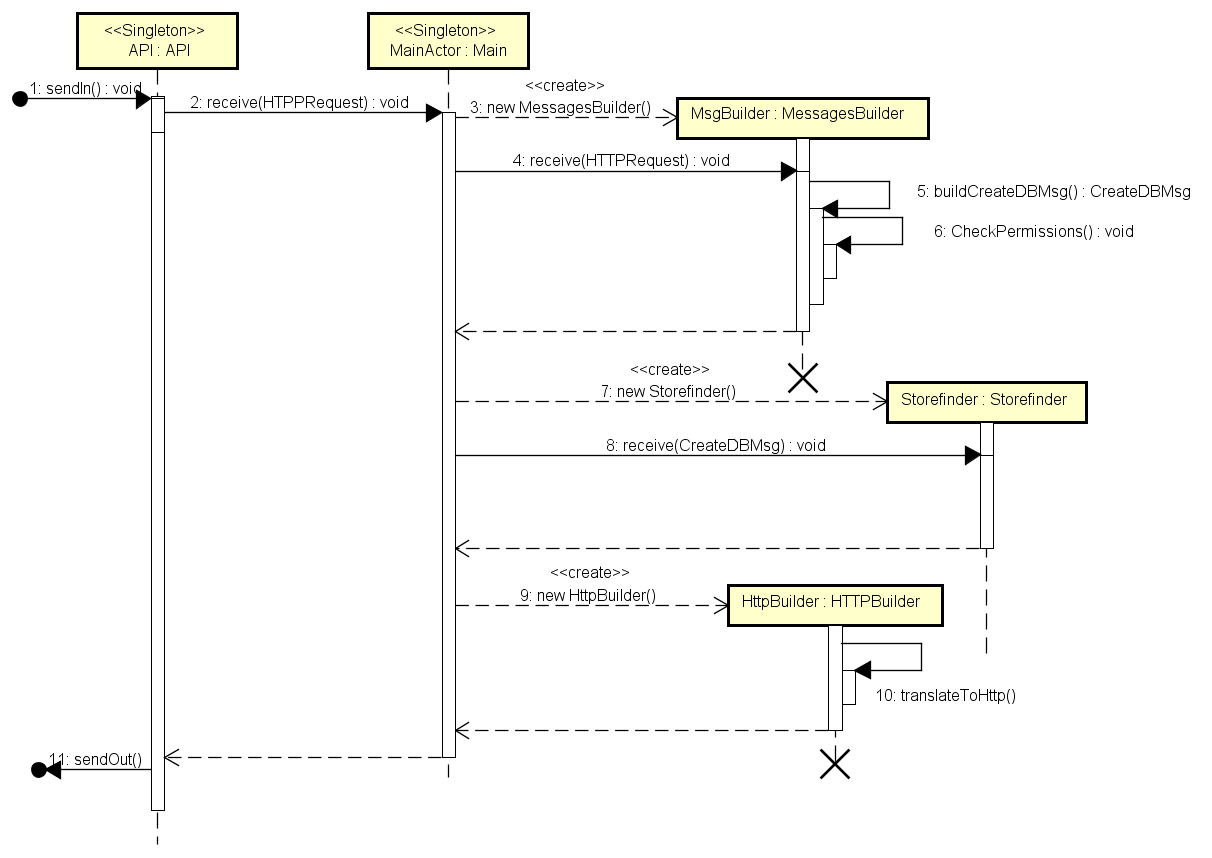 <<Singleton>>
API : API
<<Singleton>>
MainActor : Main
1: sendIn() : void
2: receive(HTPPRequest) : void
<<create>>
3: new MessagesBuilder()
MsgBuilder : MessagesBuilder
4: receive(HTTPRequest) : void
5: buildCreateDBMsg() : CreateDBMsg
6: CheckPermissions() : void
<<create>>
7: new Storefinder()
Storefinder : Storefinder
8: receive(CreateDBMsg) : void
<<create>>
9: new HttpBuilder()
HttpBuilder : HTTPBuilder
10: translateToHttp()
11: sendOut()